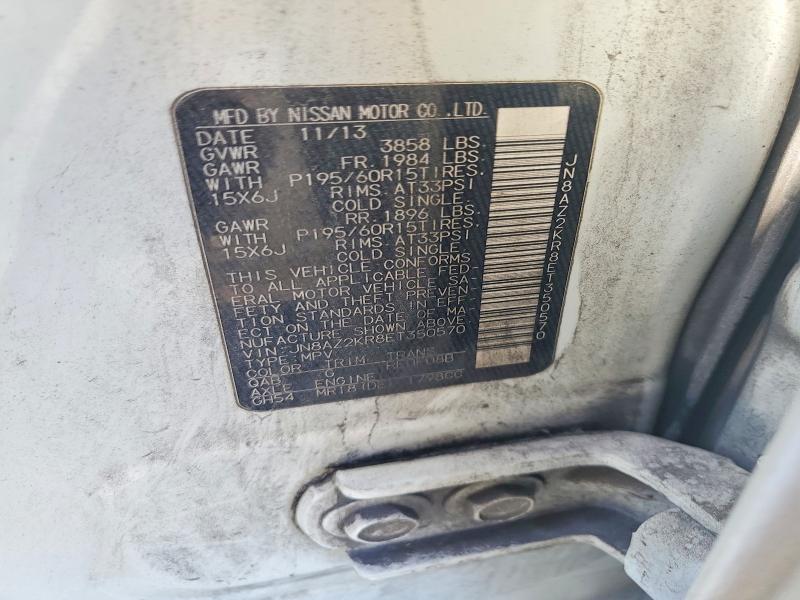 MFD BY NISSAN MOTOR CO.,LTD.
DATE 11/13
GVWR 3858 LBS.
GAWR FR. 1984 LBS.
WITH P195/60R15TIRES.
15X6J RIMS AT33PSI
COLD SINGLE.
GAWR RR. 1896 LBS.
WITH P195/60R15TIRES.
15X6J RIMS AT33PSI
COLD SINGLE.
THIS VEHICLE CONFORMS
TO ALL APPLICABLE FED-
ERAL MOTOR VEHICLE SA-
FETY AND THEFT PREVEN-
TION STANDARDS IN EFF-
ECT ON THE DATE OF MA-
NUFACTURE SHOWN ABOVE.
VIN:JN8AZ2KR8ET350570
TYPE:MPV
COLOR TRIM TRANS
QAB G RE0F08B
AXLE ENGINE
GH54 MR18(DE) 1798CC
JN8AZ2KR8ET350570